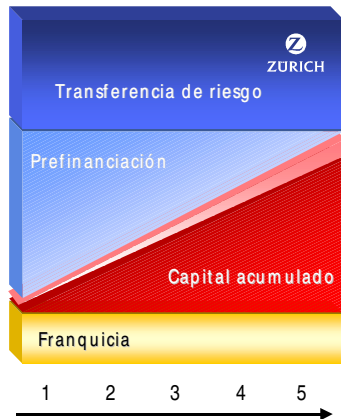 ZURICH
Transferencia de riesgo
Prefinanciación
Capital acumulado
Franquicia
1 2 3 4 5